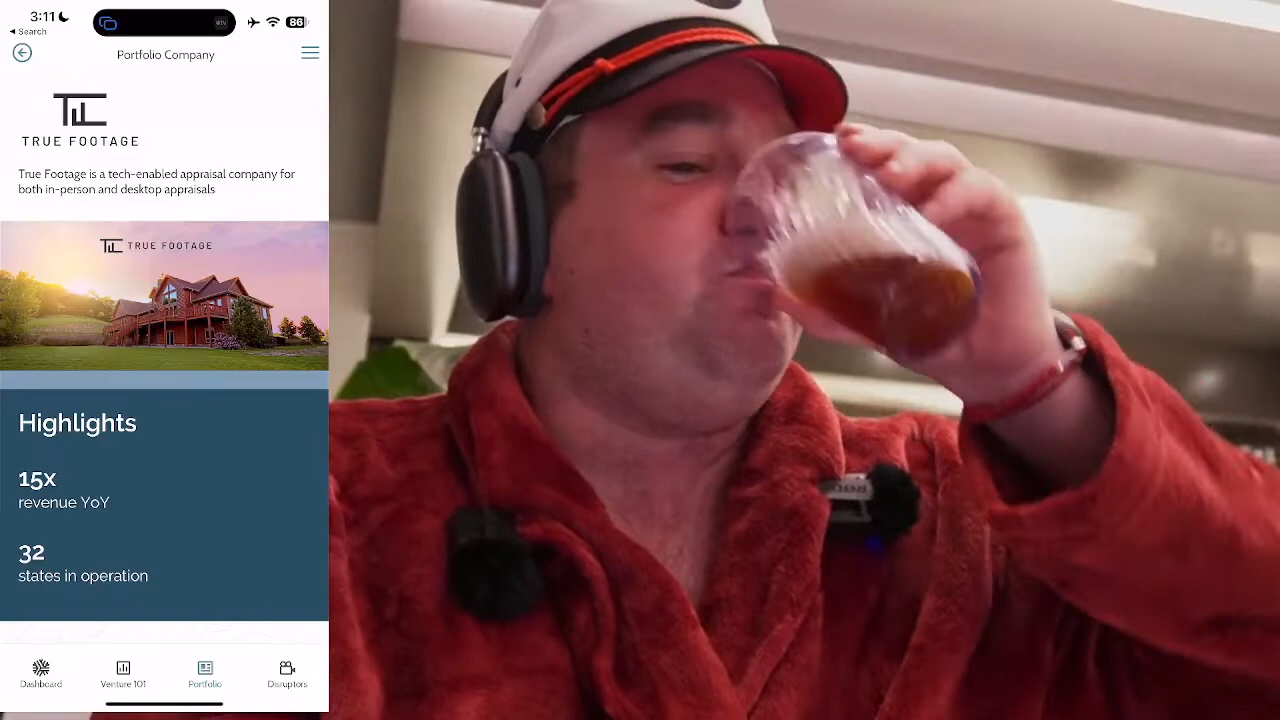 3:11
86
Search
Portfolio Company
TRUE FOOTAGE
True Footage is a tech-enabled appraisal company for
both in-person and desktop appraisals
TRUE FOOTAGE
Highlights
15x
revenue YoY
32
states in operation
Dashboard
Venture 101
Portfolio
Disruptors